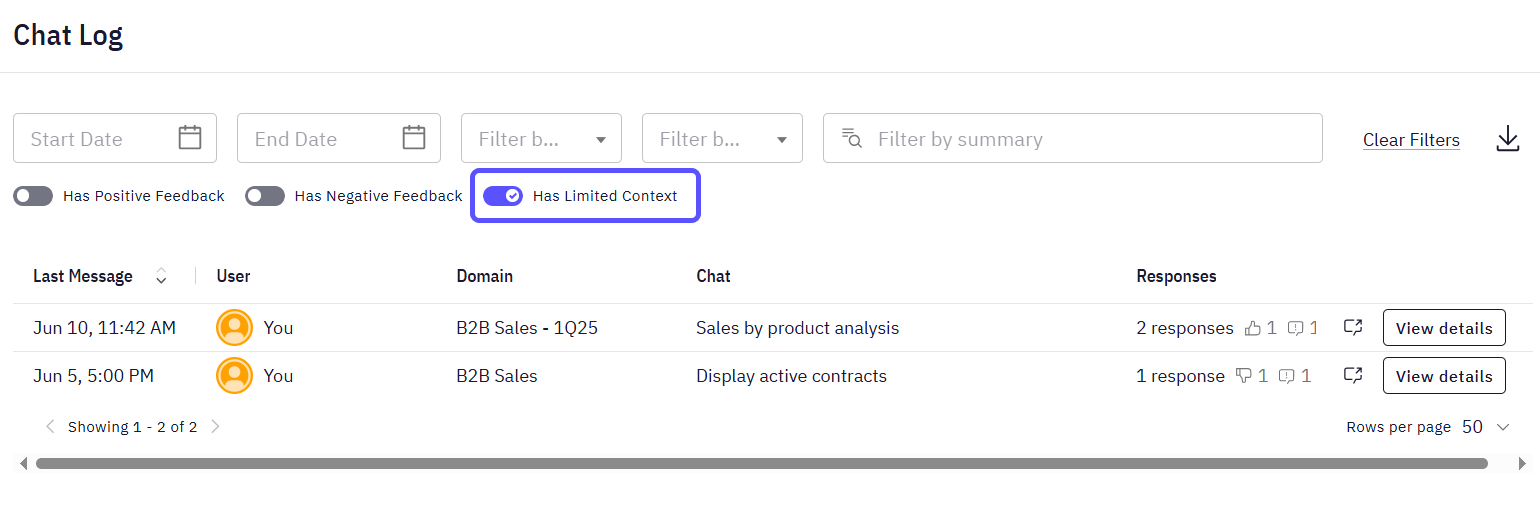 Chat Log
Start Date End Date Filter b... Filter b... Filter by summary Clear Filters
Has Positive Feedback Has Negative Feedback Has Limited Context
Last Message User Domain Chat Responses
Jun 10, 11:42 AM You B2B Sales - 1Q25 Sales by product analysis 2 responses 1 1 View details
Jun 5, 5:00 PM You B2B Sales Display active contracts 1 response 1 1 View details
Showing 1 - 2 of 2 Rows per page 50